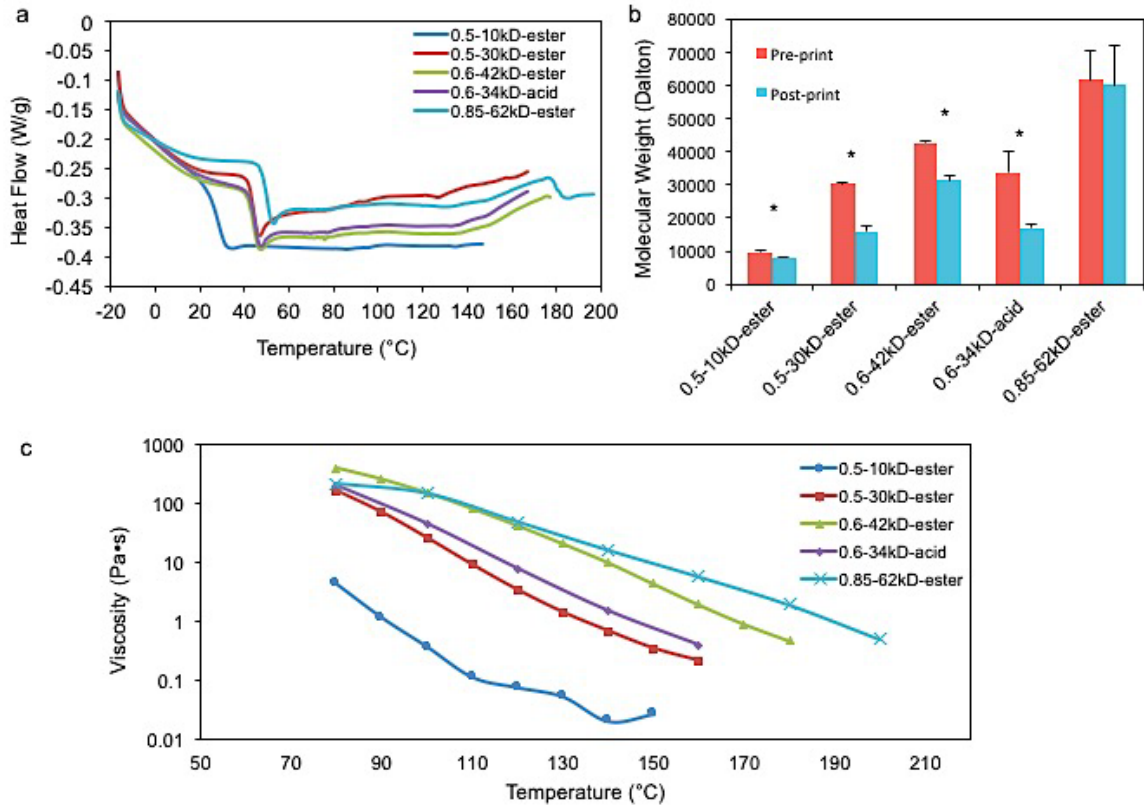 a
0
-0.05
-0.1
-0.15
-0.2
-0.25
-0.3
-0.35
-0.4
-0.45
Heat Flow (W/g)
-20 0 20 40 60 80 100 120 140 160 180 200
Temperature (°C)
0.5-10kD-ester
0.5-30kD-ester
0.6-42kD-ester
0.6-34kD-acid
0.85-62kD-ester
b
80000
70000
60000
50000
40000
30000
20000
10000
0
Molecular Weight (Dalton)
Pre-print
Post-print
* * * *
0.5-10kD-ester
0.5-30kD-ester
0.6-42kD-ester
0.6-34kD-acid
0.85-62kD-ester
c
1000
100
10
1
0.1
0.01
Viscosity (Pa•s)
50 70 90 110 130 150 170 190 210
Temperature (°C)
0.5-10kD-ester
0.5-30kD-ester
0.6-42kD-ester
0.6-34kD-acid
0.85-62kD-ester